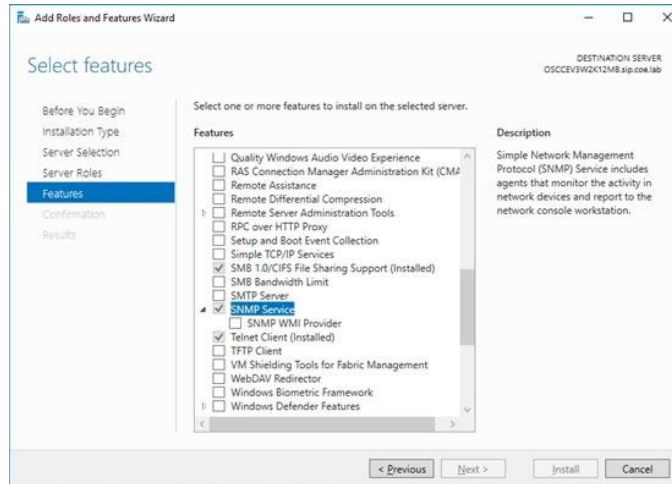 Add Roles and Features Wizard
Select features
DESTINATION SERVER
OSCCEV3W2K12MB.sip.coe.lab
Before You Begin
Installation Type
Server Selection
Server Roles
Features
Confirmation
Results
Select one or more features to install on the selected server.
Features
Quality Windows Audio Video Experience
RAS Connection Manager Administration Kit (CMA
Remote Assistance
Remote Differential Compression
Remote Server Administration Tools
RPC over HTTP Proxy
Setup and Boot Event Collection
Simple TCP/IP Services
SMB 1.0/CIFS File Sharing Support (Installed)
SMB Bandwidth Limit
SMTP Server
SNMP Service
SNMP WMI Provider
Telnet Client (Installed)
TFTP Client
VM Shielding Tools for Fabric Management
WebDAV Redirector
Windows Biometric Framework
Windows Defender Features
Description
Simple Network Management
Protocol (SNMP) Service includes
agents that monitor the activity in
network devices and report to the
network console workstation.
< Previous
Next >
Install
Cancel